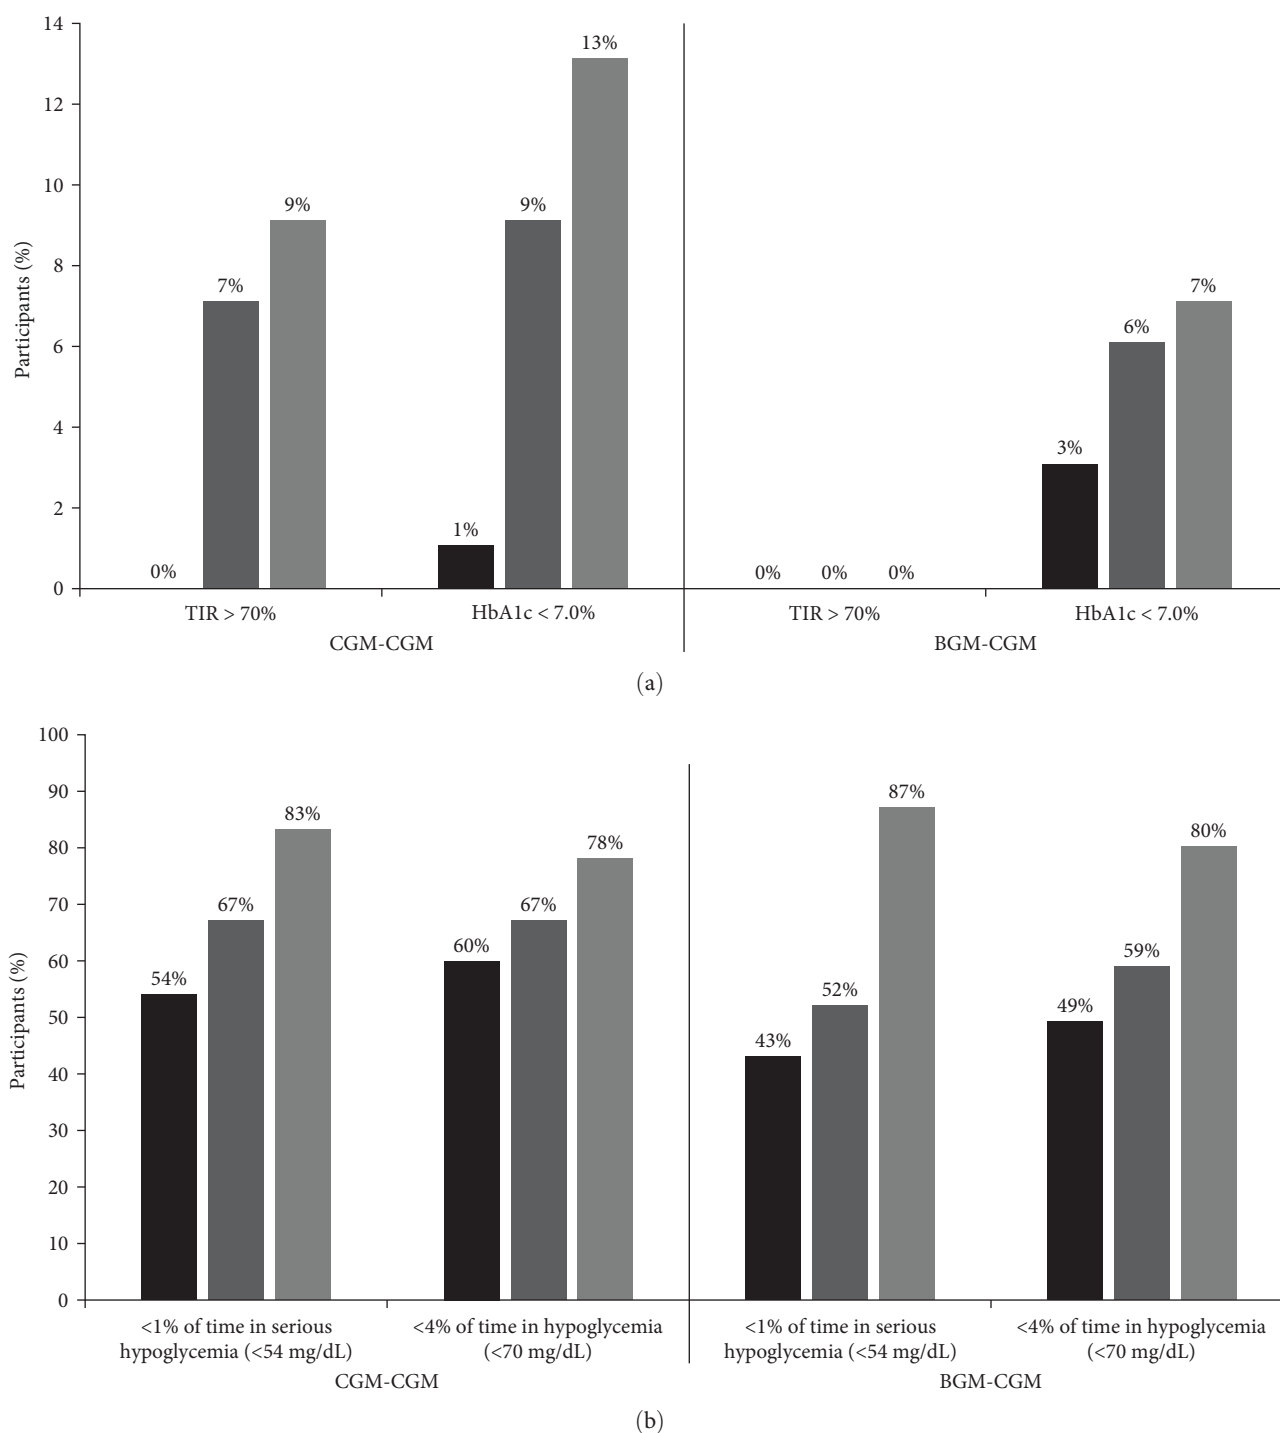 14
12
10
8
6
4
2
0
Participants (%)
0%
7%
9%
1%
9%
13%
0%
0%
0%
3%
6%
7%
TIR > 70%
HbA1c < 7.0%
TIR > 70%
HbA1c < 7.0%
CGM-CGM
BGM-CGM
(a)
100
90
80
70
60
50
40
30
20
10
0
Participants (%)
54%
67%
83%
60%
67%
78%
43%
52%
87%
49%
59%
80%
<1% of time in serious
hypoglycemia (<54 mg/dL)
<4% of time in hypoglycemia
(<70 mg/dL)
<1% of time in serious
hypoglycemia (<54 mg/dL)
<4% of time in hypoglycemia
(<70 mg/dL)
CGM-CGM
BGM-CGM
(b)